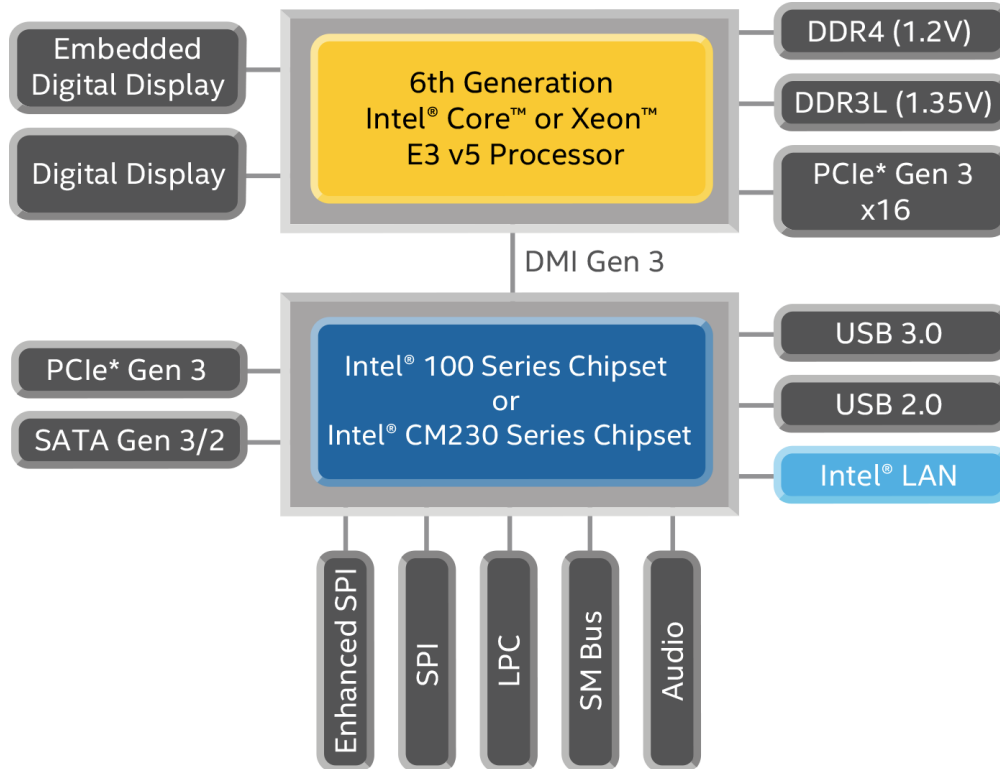 Embedded
Digital Display
Digital Display
6th Generation
Intel® Core™ or Xeon™
E3 v5 Processor
DDR4 (1.2V)
DDR3L (1.35V)
PCIe* Gen 3
x16
DMI Gen 3
PCIe* Gen 3
SATA Gen 3/2
Intel® 100 Series Chipset
or
Intel® CM230 Series Chipset
USB 3.0
USB 2.0
Intel® LAN
Enhanced SPI
SPI
LPC
SM Bus
Audio